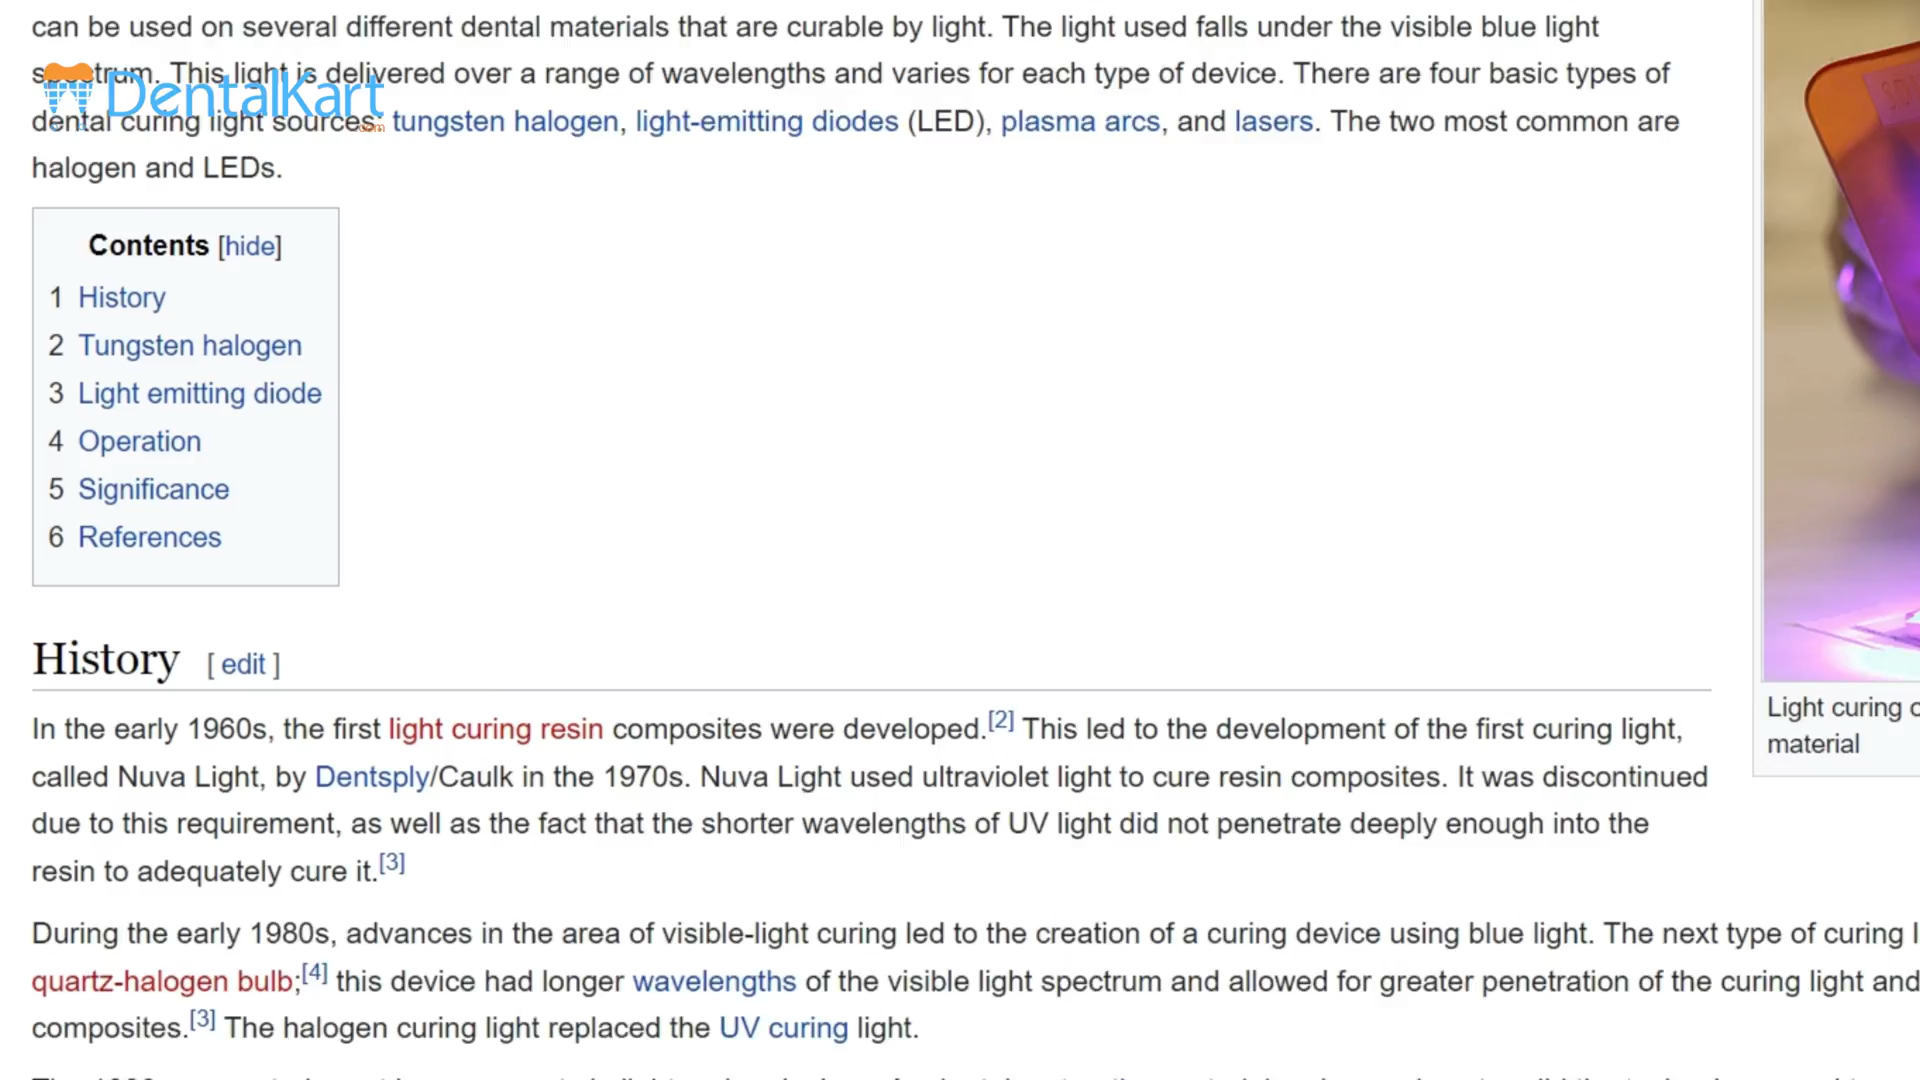 can be used on several different dental materials that are curable by light. The light used falls under the visible blue light
spectrum. This light is delivered over a range of wavelengths and varies for each type of device. There are four basic types of
DentalKart
.com
dental curing light sources: tungsten halogen, light-emitting diodes (LED), plasma arcs, and lasers. The two most common are
halogen and LEDs.
Contents [hide]
1 History
2 Tungsten halogen
3 Light emitting diode
4 Operation
5 Significance
6 References
History [ edit ]
In the early 1960s, the first light curing resin composites were developed.[2] This led to the development of the first curing light,
called Nuva Light, by Dentsply/Caulk in the 1970s. Nuva Light used ultraviolet light to cure resin composites. It was discontinued
due to this requirement, as well as the fact that the shorter wavelengths of UV light did not penetrate deeply enough into the
resin to adequately cure it.[3]
During the early 1980s, advances in the area of visible-light curing led to the creation of a curing device using blue light. The next type of curing l
quartz-halogen bulb;[4] this device had longer wavelengths of the visible light spectrum and allowed for greater penetration of the curing light and
composites.[3] The halogen curing light replaced the UV curing light.
Light curing
material